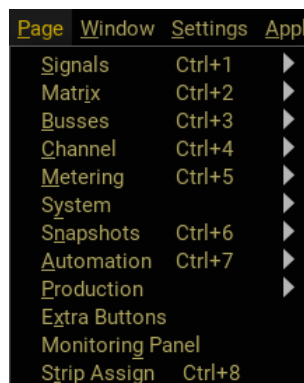 Page Window Settings Appl
Signals Ctrl+1
Matrix Ctrl+2
Busses Ctrl+3
Channel Ctrl+4
Metering Ctrl+5
System
Snapshots Ctrl+6
Automation Ctrl+7
Production
Extra Buttons
Monitoring Panel
Strip Assign Ctrl+8